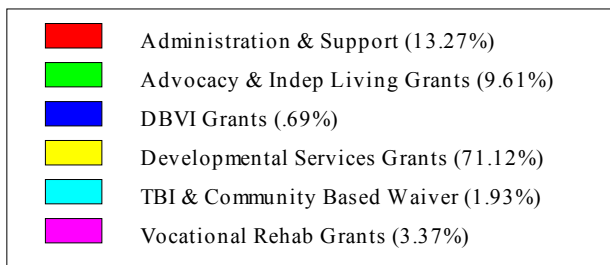 Administration & Support (13.27%)
Advocacy & Indep Living Grants (9.61%)
DBVI Grants (.69%)
Developmental Services Grants (71.12%)
TBI & Community Based Waiver (1.93%)
Vocational Rehab Grants (3.37%)